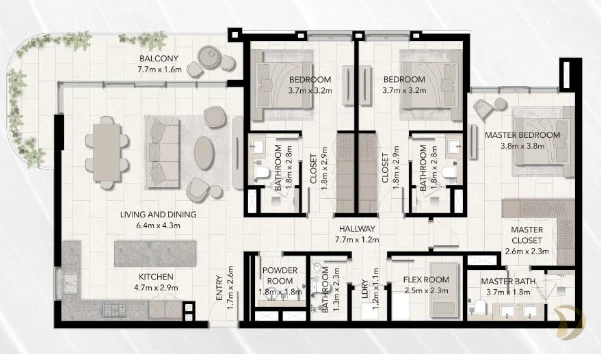 BALCONY
7.7m x 1.6m
BEDROOM
3.7m x 3.2m
BEDROOM
3.7m x 3.2m
MASTER BEDROOM
3.8m x 3.8m
BATHROOM
1.8m x 2.8m
CLOSET
1.8m x 2.9m
CLOSET
1.8m x 2.9m
BATHROOM
1.8m x 2.8m
LIVING AND DINING
6.4m x 4.3m
HALLWAY
7.7m x 1.2m
MASTER
CLOSET
2.6m x 2.3m
KITCHEN
4.7m x 2.9m
ENTRY
1.7m x 2.6m
POWDER
ROOM
1.8m x 1.8m
BATHROOM
1.3m x 2.3m
LDRY
1.2m x 1.1m
FLEX ROOM
2.5m x 2.3m
MASTER BATH
3.7m x 1.8m